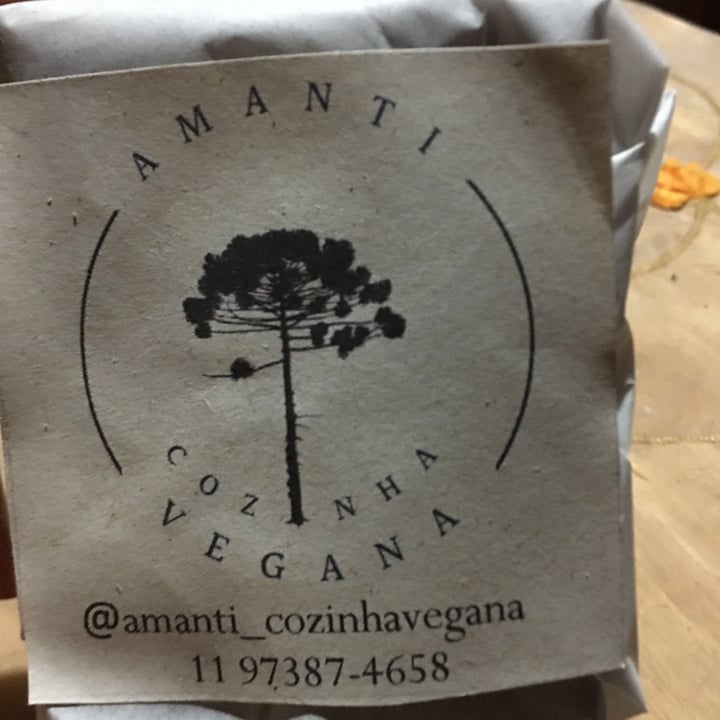 AMANTI
COZINHA
VEGANA
@amanti_cozinhavegana
11 97387-4658